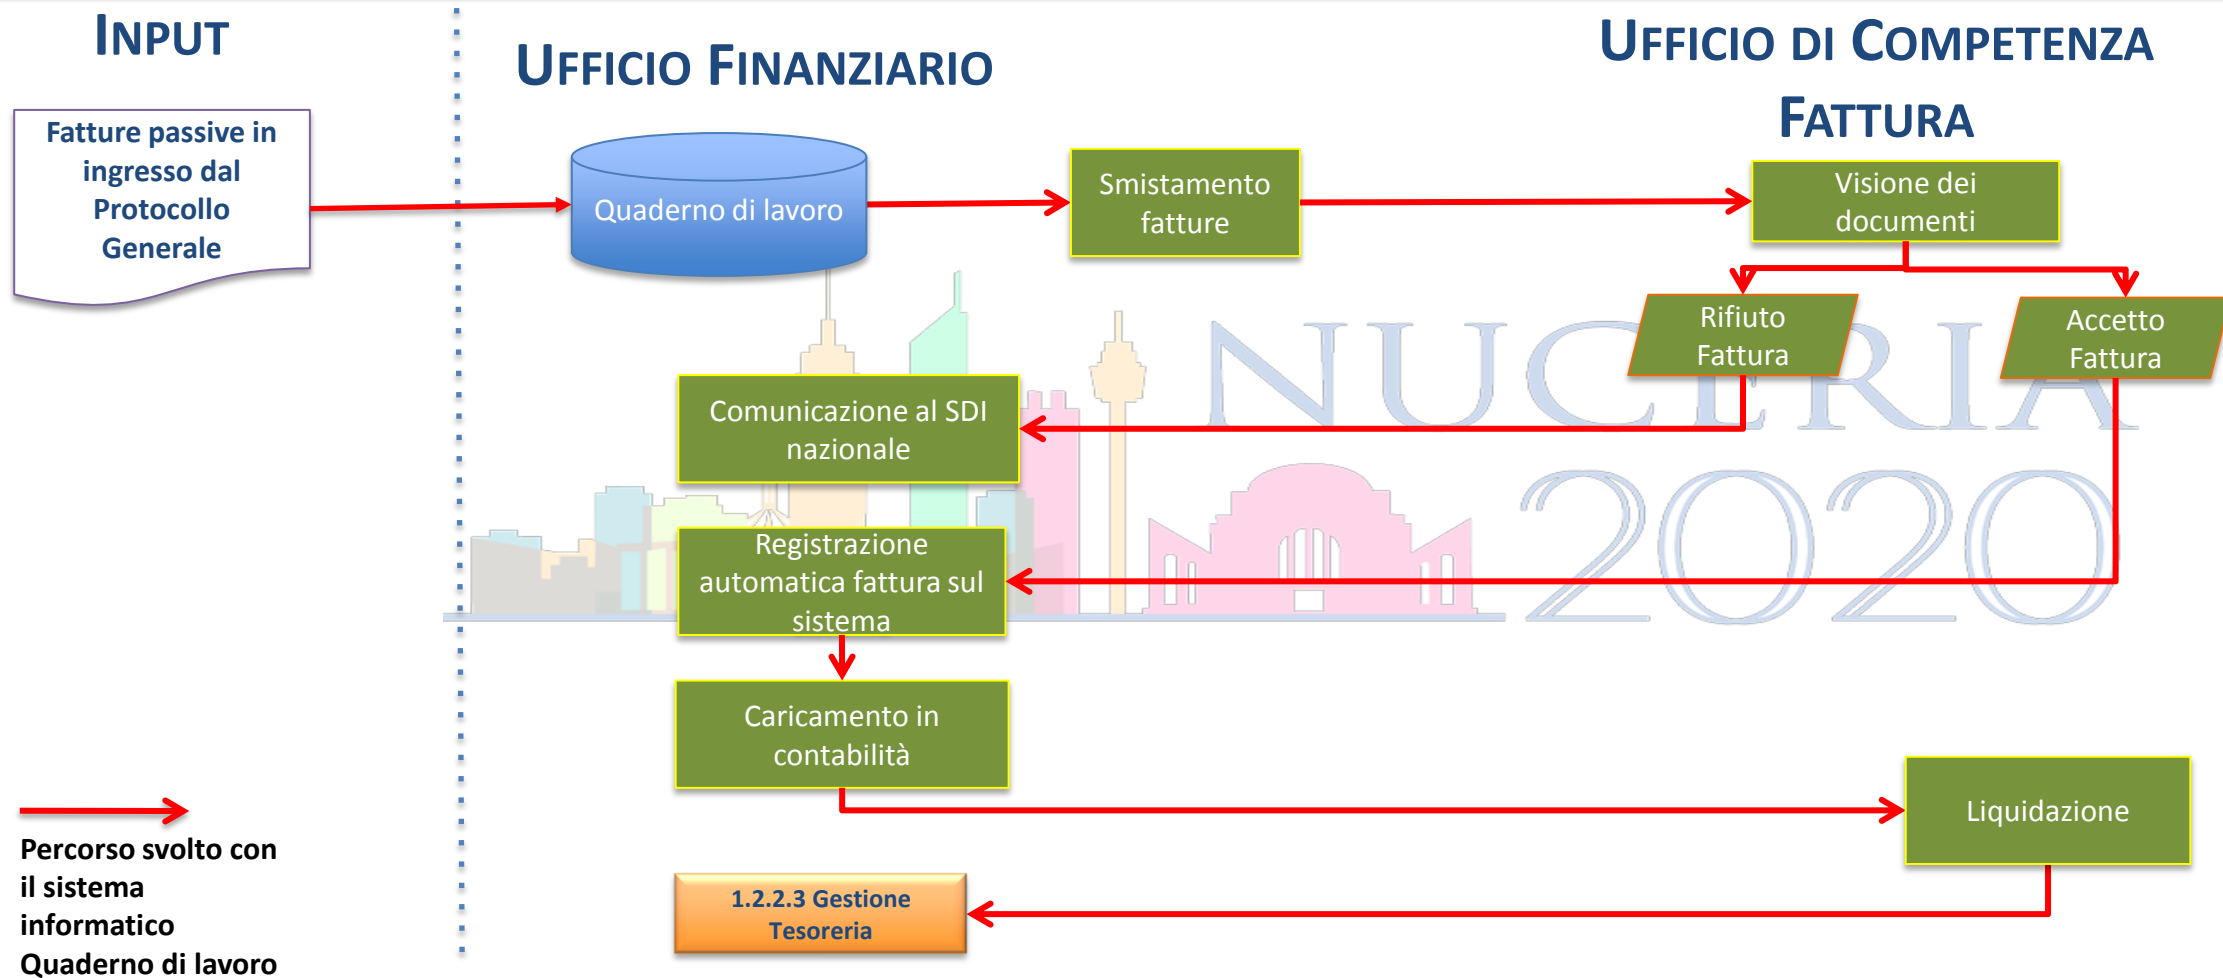 INPUT
UFFICIO FINANZIARIO
UFFICIO DI COMPETENZA
FATTURA
Fatture passive in
ingresso dal
Protocollo
Generale
Quaderno di lavoro
Smistamento
fatture
Visione dei
documenti
Rifiuto
Fattura
Accetto
Fattura
NUCERIA
2020
Comunicazione al SDI
nazionale
Registrazione
automatica fattura sul
sistema
Caricamento in
contabilità
Liquidazione
1.2.2.3 Gestione
Tesoreria
Percorso svolto con
il sistema
informatico
Quaderno di lavoro